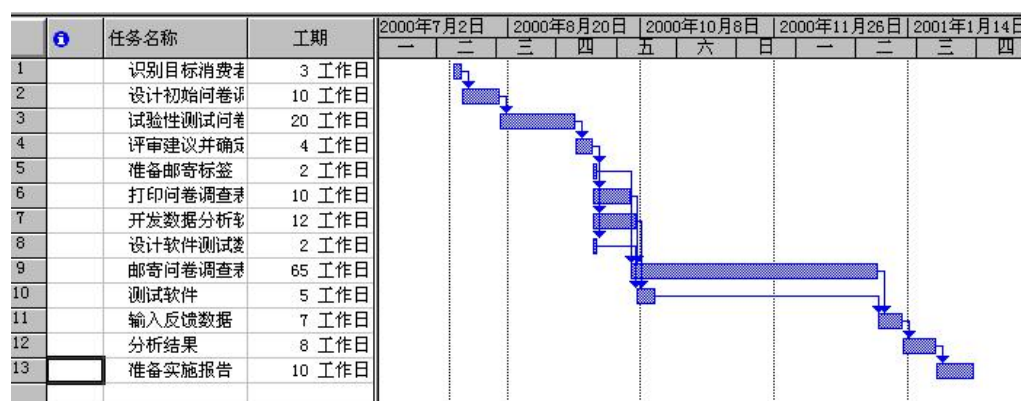 任务名称 工期 2000年7月2日 2000年8月20日 2000年10月8日 2000年11月26日 2001年1月14日
一 二 三 四 五 六 日 一 二 三 四
1 识别目标消费者 3 工作日
2 设计初始问卷调 10 工作日
3 试验性测试问卷 20 工作日
4 评审建议并确定 4 工作日
5 准备邮寄标签 2 工作日
6 打印问卷调查表 10 工作日
7 开发数据分析软 12 工作日
8 设计软件测试数 2 工作日
9 邮寄问卷调查表 65 工作日
10 测试软件 5 工作日
11 输入反馈数据 7 工作日
12 分析结果 8 工作日
13 准备实施报告 10 工作日